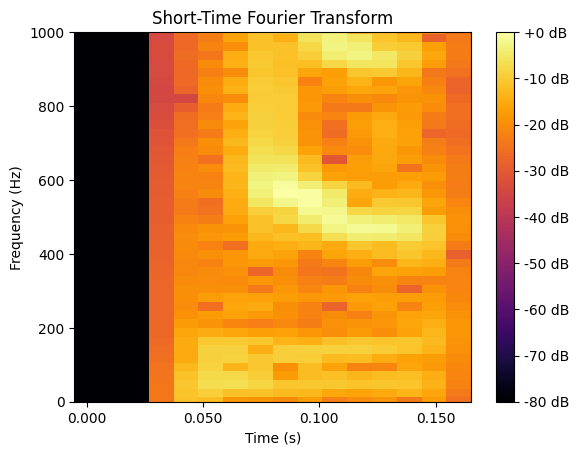 Short-Time Fourier Transform
1000
800
600
400
200
0
Frequency (Hz)
0.000
0.050
0.100
0.150
Time (s)
+0 dB
-10 dB
-20 dB
-30 dB
-40 dB
-50 dB
-60 dB
-70 dB
-80 dB